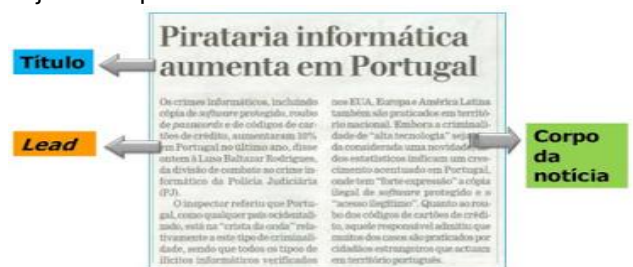 Pirataria informática
aumenta em Portugal
Título
Lead
Corpo
da
notícia
Os crimes informáticos, incluindo
cópia de software protegido, roubo
de passwords e de códigos de car-
tões de crédito, aumentaram 10%
em Portugal no último ano, disse
ontem à Lusa Baltazar Rodrigues,
da divisão de combate ao crime in-
formático da Polícia Judiciária
(PJ).
O inspector referiu que Portu-
gal, como qualquer país ocidentali-
zado, está na "crista da onda" rela-
tivamente a este tipo de criminali-
dade, sendo que todos os tipos de
ilícitos informáticos verificados
nos EUA, Europa e América Latina
também são praticados em territó-
rio nacional. Embora a criminali-
dade de "alta tecnologia" seja
da considerada uma novidade,
dos estatísticos indicam um cres-
cimento acentuado em Portugal,
onde tem "forte expressão" a cópia
ilegal de software protegido e o
"acesso ilegítimo". Quanto ao rou-
bo dos códigos de cartões de crédi-
to, aquele responsável admitiu que
muitos dos casos são praticados por
cidadãos estrangeiros que actuam
em território português.